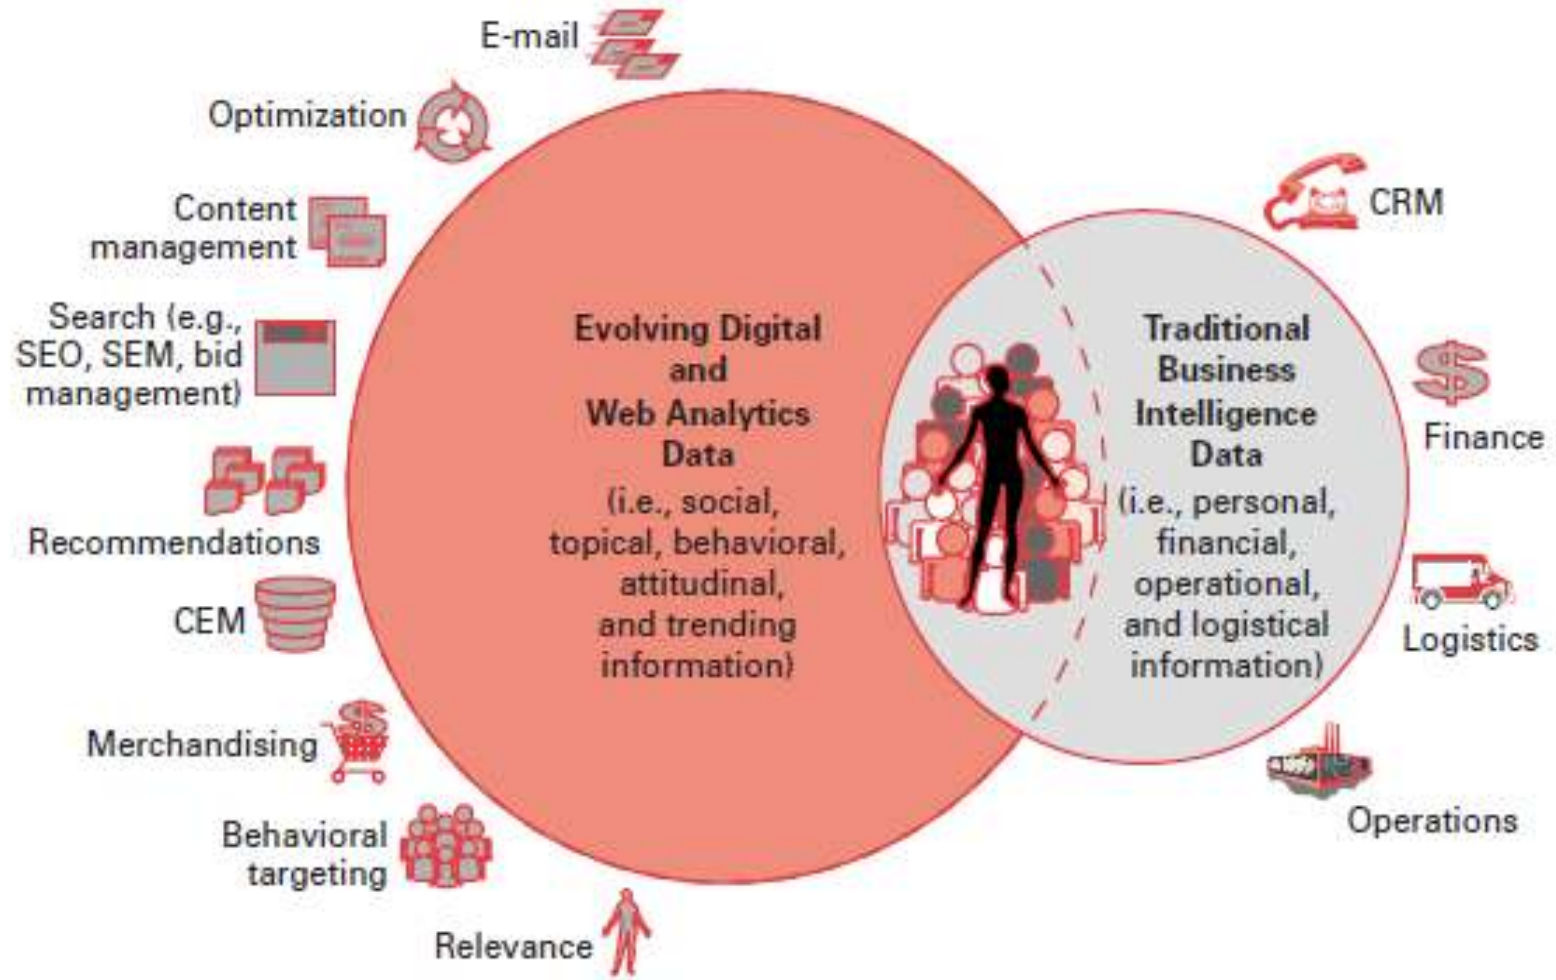 E-mail
Optimization
Content
management
Search (e.g.,
SEO, SEM, bid
management)
Recommendations
CEM
Merchandising
Behavioral
targeting
Relevance
Evolving Digital
and
Web Analytics
Data
(i.e., social,
topical, behavioral,
attitudinal,
and trending
information)
Traditional
Business
Intelligence
Data
(i.e., personal,
financial,
operational,
and logistical
information)
CRM
Finance
Logistics
Operations